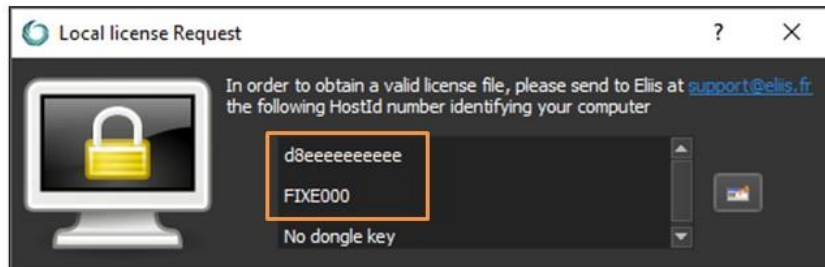 Local license Request
?
In order to obtain a valid license file, please send to Eliis at support@eliis.fr
the following HostId number identifying your computer
d8eeeeeeeeee
FIXE000
No dongle key